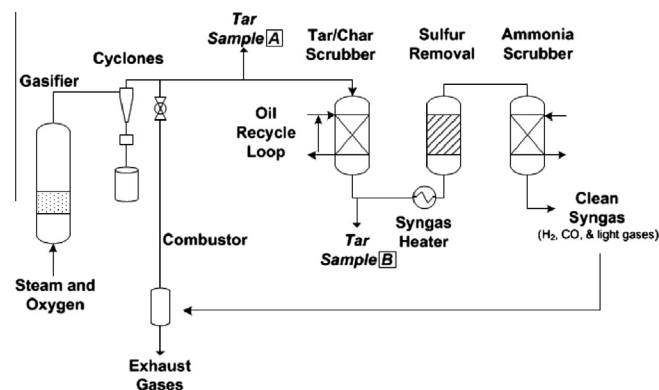 Tar
Sample A
Tar/Char
Scrubber
Sulfur
Removal
Ammonia
Scrubber
Cyclones
Gasifier
Oil
Recycle
Loop
Clean
Syngas
(H₂, CO, & light gases)
Syngas
Heater
Combustor
Tar
Sample B
Steam and
Oxygen
Exhaust
Gases